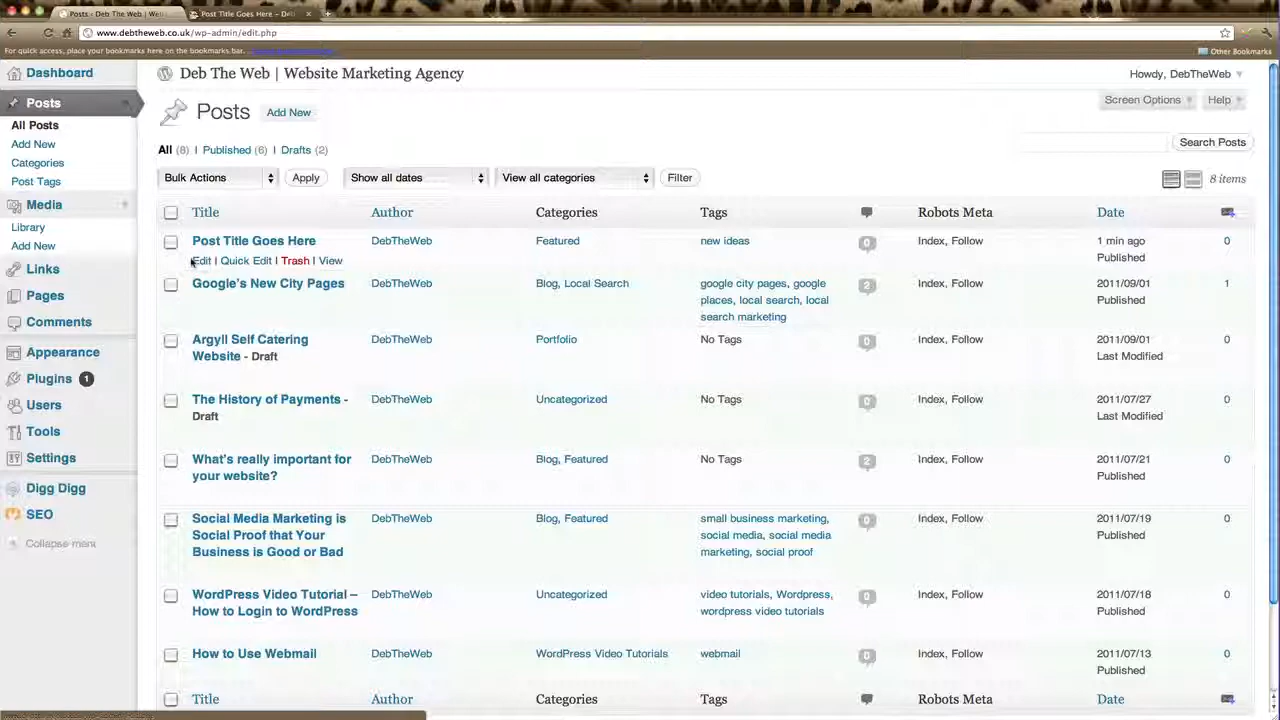 Posts ‹ Deb The Web | Web
Post Title Goes Here – Deb
www.debtheweb.co.uk/wp-admin/edit.php
For quick access, place your bookmarks here on the bookmarks bar.
Other Bookmarks
Dashboard
Posts
All Posts
Add New
Categories
Post Tags
Media
Library
Add New
Links
Pages
Comments
Appearance
Plugins 1
Users
Tools
Settings
Digg Digg
SEO
Collapse menu
Deb The Web | Website Marketing Agency
Howdy, DebTheWeb
Screen Options
Help
Posts Add New
All (8) | Published (6) | Drafts (2)
Search Posts
Bulk Actions Apply Show all dates View all categories Filter 8 items
Title Author Categories Tags Robots Meta Date
Post Title Goes Here DebTheWeb Featured new ideas 0 Index, Follow 1 min ago 0
Edit | Quick Edit | Trash | View Published
Google's New City Pages DebTheWeb Blog, Local Search google city pages, google 2 Index, Follow 2011/09/01 1
places, local search, local Published
search marketing
Argyll Self Catering DebTheWeb Portfolio No Tags 0 Index, Follow 2011/09/01 0
Website - Draft Last Modified
The History of Payments - DebTheWeb Uncategorized No Tags 0 Index, Follow 2011/07/27 0
Draft Last Modified
What's really important for DebTheWeb Blog, Featured No Tags 2 Index, Follow 2011/07/21 0
your website? Published
Social Media Marketing is DebTheWeb Blog, Featured small business marketing, 0 Index, Follow 2011/07/19 0
Social Proof that Your social media, social media Published
Business is Good or Bad marketing, social proof
WordPress Video Tutorial – DebTheWeb Uncategorized video tutorials, Wordpress, 0 Index, Follow 2011/07/18 0
How to Login to WordPress wordpress video tutorials Published
How to Use Webmail DebTheWeb WordPress Video Tutorials webmail 0 Index, Follow 2011/07/13 0
Published
Title Author Categories Tags Robots Meta Date